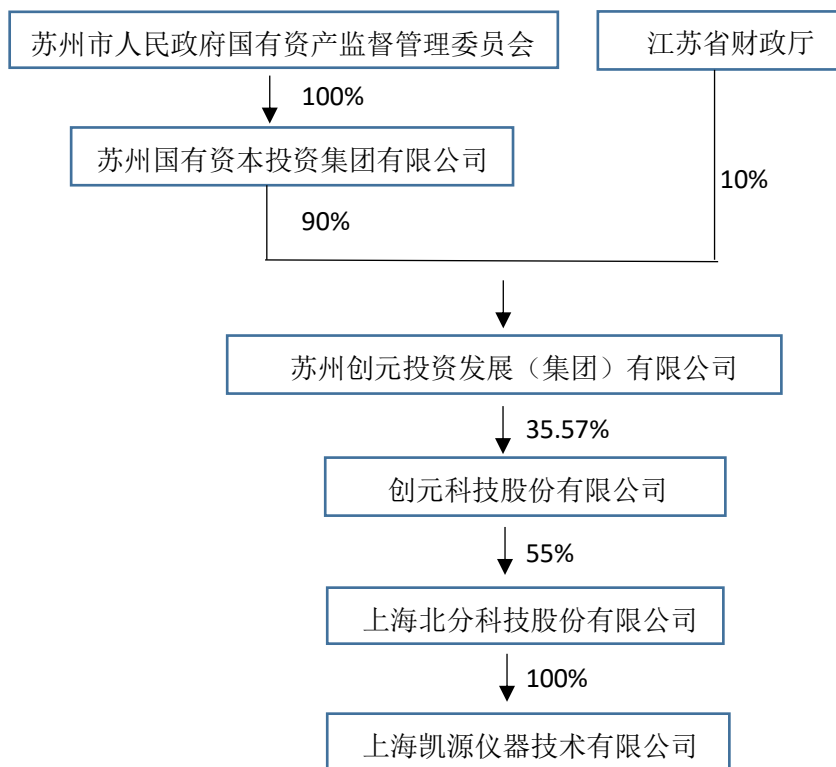 苏州市人民政府国有资产监督管理委员会
江苏省财政厅
100%
苏州国有资本投资集团有限公司
10%
90%
苏州创元投资发展（集团）有限公司
35.57%
创元科技股份有限公司
55%
上海北分科技股份有限公司
100%
上海凯源仪器技术有限公司